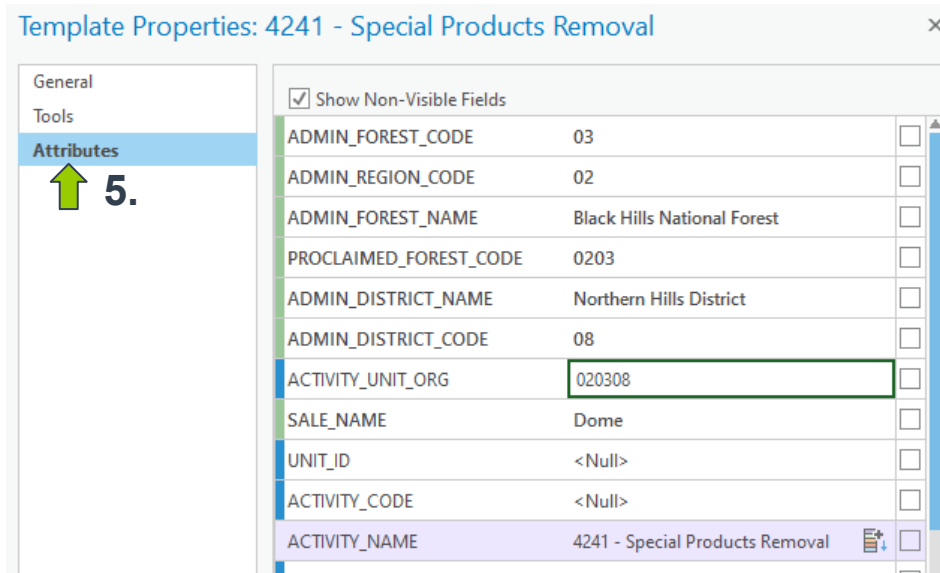 Template Properties: 4241 - Special Products Removal
General
Tools
Attributes
5.
Show Non-Visible Fields
ADMIN_FOREST_CODE 03
ADMIN_REGION_CODE 02
ADMIN_FOREST_NAME Black Hills National Forest
PROCLAIMED_FOREST_CODE 0203
ADMIN_DISTRICT_NAME Northern Hills District
ADMIN_DISTRICT_CODE 08
ACTIVITY_UNIT_ORG 020308
SALE_NAME Dome
UNIT_ID <Null>
ACTIVITY_CODE <Null>
ACTIVITY_NAME 4241 - Special Products Removal